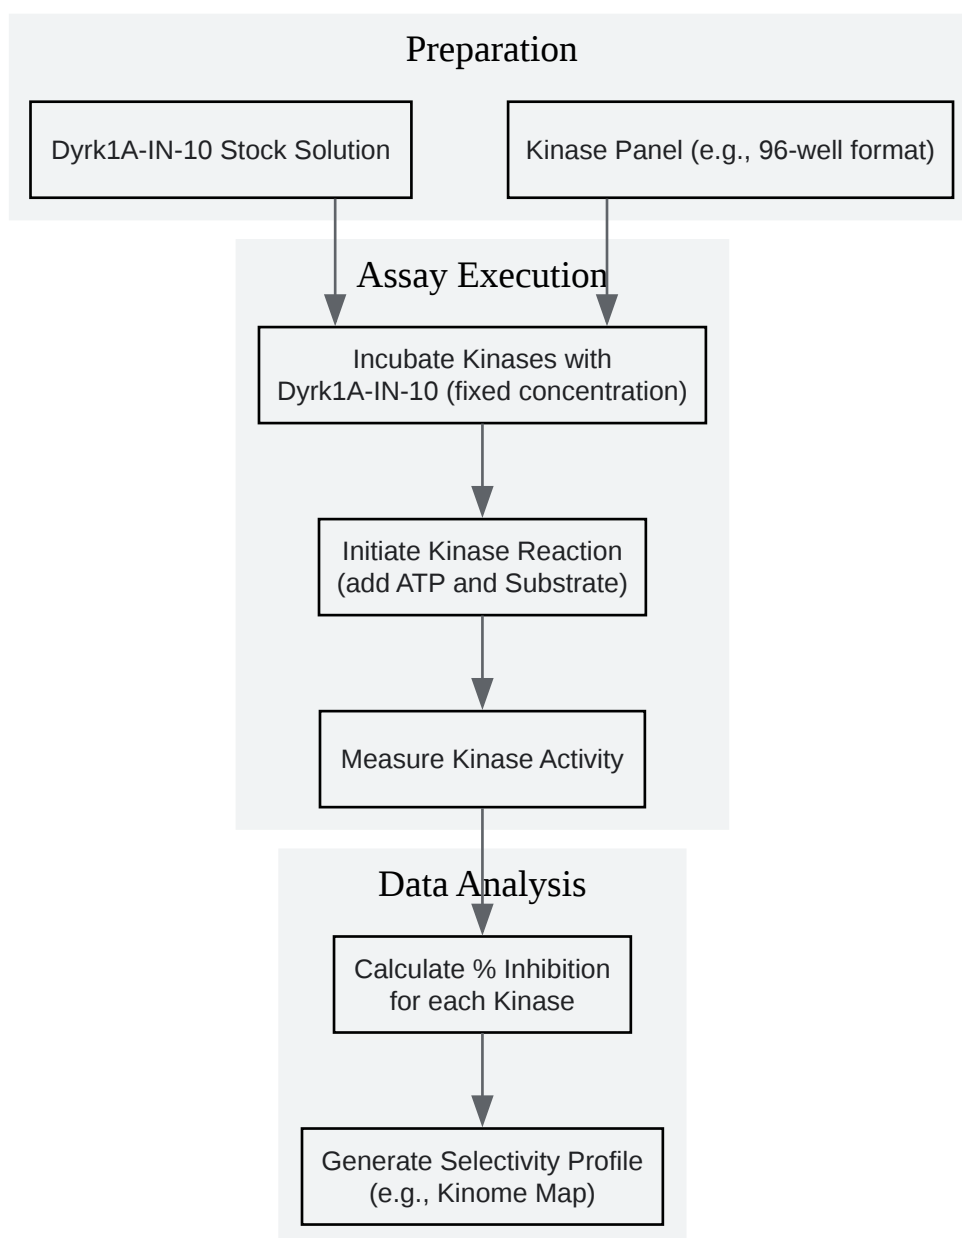 Preparation
Dyrk1A-IN-10 Stock Solution
Kinase Panel (e.g., 96-well format)
Assay Execution
Incubate Kinases with
Dyrk1A-IN-10 (fixed concentration)
Initiate Kinase Reaction
(add ATP and Substrate)
Measure Kinase Activity
Data Analysis
Calculate % Inhibition
for each Kinase
Generate Selectivity Profile
(e.g., Kinome Map)